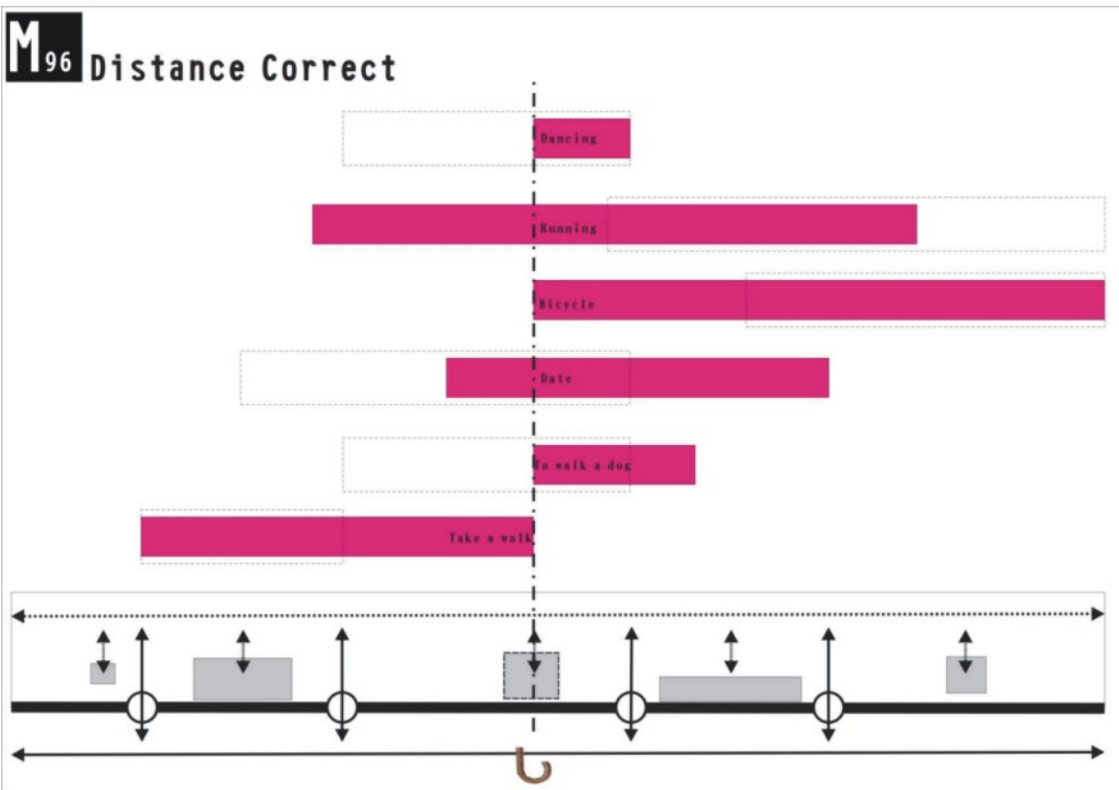 M96 Distance Correct
Dancing
Running
Bicycle
Date
To walk a dog
Take a walk